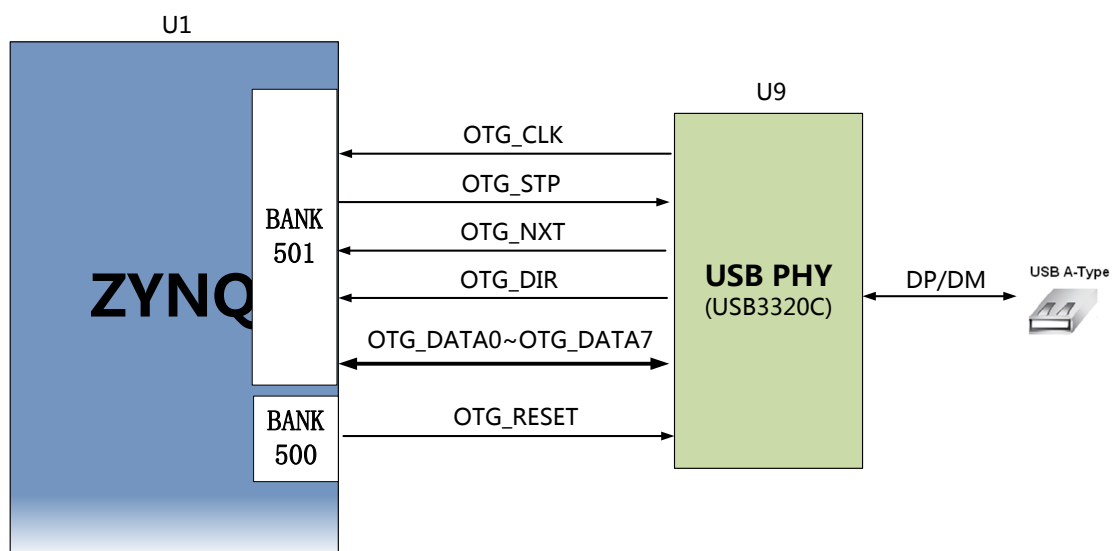 U1
U9
OTG_CLK
OTG_STP
BANK
501
OTG_NXT
ZYNQ
OTG_DIR
USB PHY
(USB3320C)
DP/DM
USB A-Type
OTG_DATA0~OTG_DATA7
BANK
500
OTG_RESET